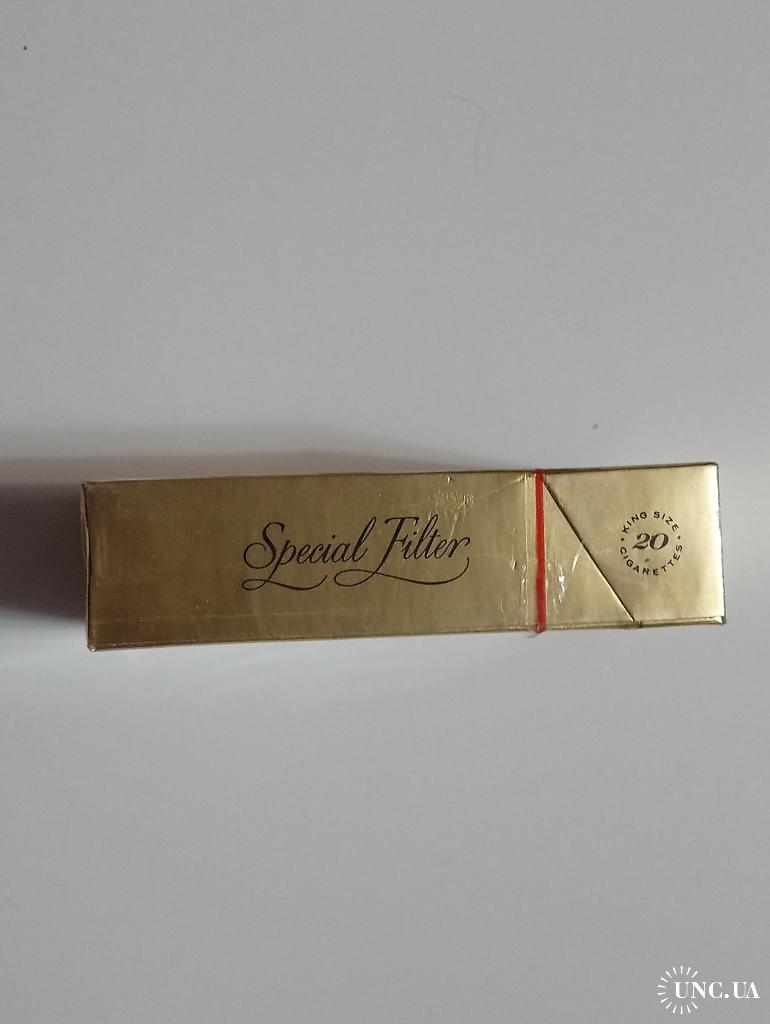 Special Filter
KING SIZE
20
CIGARETTES
UNC.UA